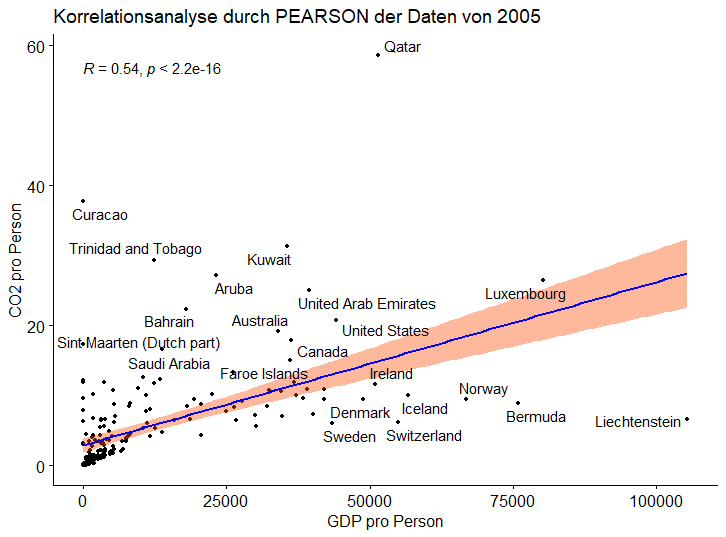 Korrelationsanalyse durch PEARSON der Daten von 2005
60
Qatar
R = 0.54, p < 2.2e-16
40
Curacao
Trinidad and Tobago
Kuwait
Aruba
Luxembourg
United Arab Emirates
Bahrain
Australia
United States
20
Sint Maarten (Dutch part)
Canada
Saudi Arabia
Faroe Islands
Ireland
Norway
Denmark
Iceland
Bermuda
Liechtenstein
Sweden
Switzerland
0
CO2 pro Person
0 25000 50000 75000 100000
GDP pro Person